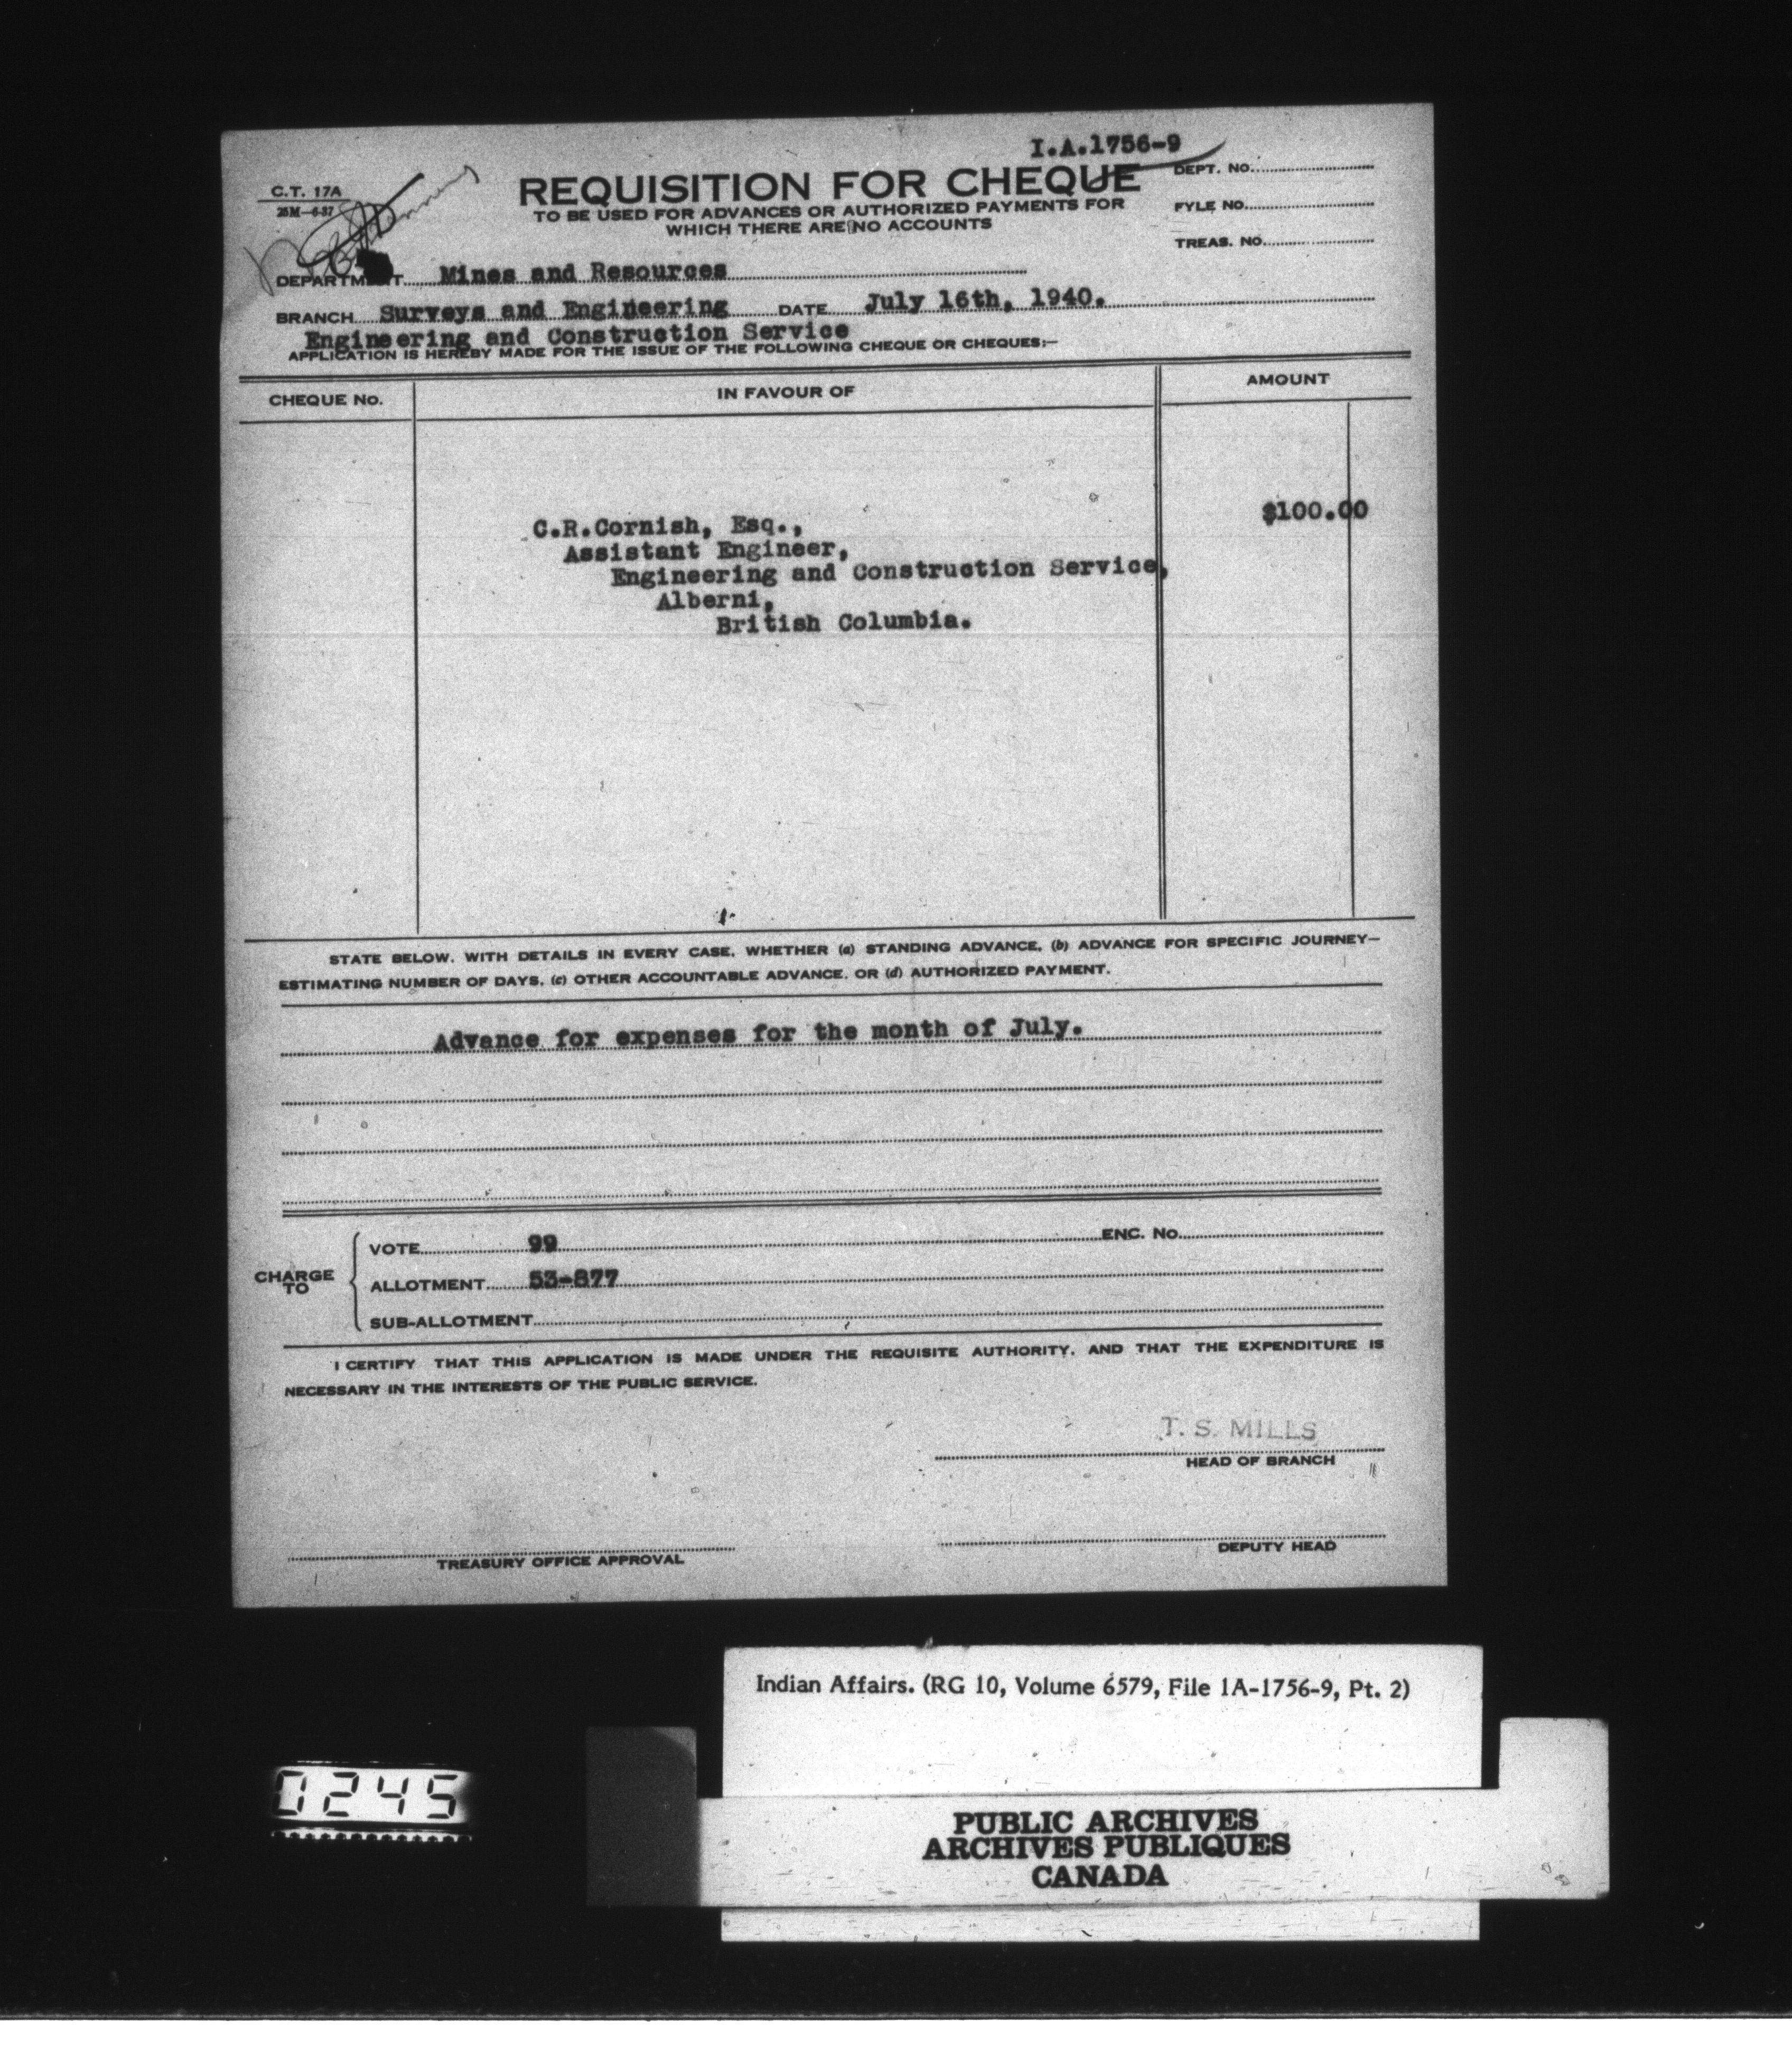 I.A.1756-9
C.T. 17A
25M—6-37
REQUISITION FOR CHEQUE
TO BE USED FOR ADVANCES OR AUTHORIZED PAYMENTS FOR
WHICH THERE ARE NO ACCOUNTS
DEPT. NO.
FYLE NO.
TREAS. NO.
DEPARTMENT Mines and Resources
BRANCH Surveys and Engineering DATE July 16th, 1940.
Engineering and Construction Service
APPLICATION IS HEREBY MADE FOR THE ISSUE OF THE FOLLOWING CHEQUE OR CHEQUES:—
CHEQUE No. IN FAVOUR OF AMOUNT
C.R.Cornish, Esq., $100.00
Assistant Engineer,
Engineering and Construction Service,
Alberni,
British Columbia.
STATE BELOW, WITH DETAILS IN EVERY CASE, WHETHER (a) STANDING ADVANCE, (b) ADVANCE FOR SPECIFIC JOURNEY—
ESTIMATING NUMBER OF DAYS, (c) OTHER ACCOUNTABLE ADVANCE, OR (d) AUTHORIZED PAYMENT.
Advance for expenses for the month of July.
CHARGE TO
VOTE 99 ENC. No.
ALLOTMENT 53-877
SUB-ALLOTMENT
I CERTIFY THAT THIS APPLICATION IS MADE UNDER THE REQUISITE AUTHORITY, AND THAT THE EXPENDITURE IS
NECESSARY IN THE INTERESTS OF THE PUBLIC SERVICE.
T. S. MILLS
HEAD OF BRANCH
TREASURY OFFICE APPROVAL
DEPUTY HEAD
Indian Affairs. (RG 10, Volume 6579, File 1A-1756-9, Pt. 2)
0245
PUBLIC ARCHIVES
ARCHIVES PUBLIQUES
CANADA